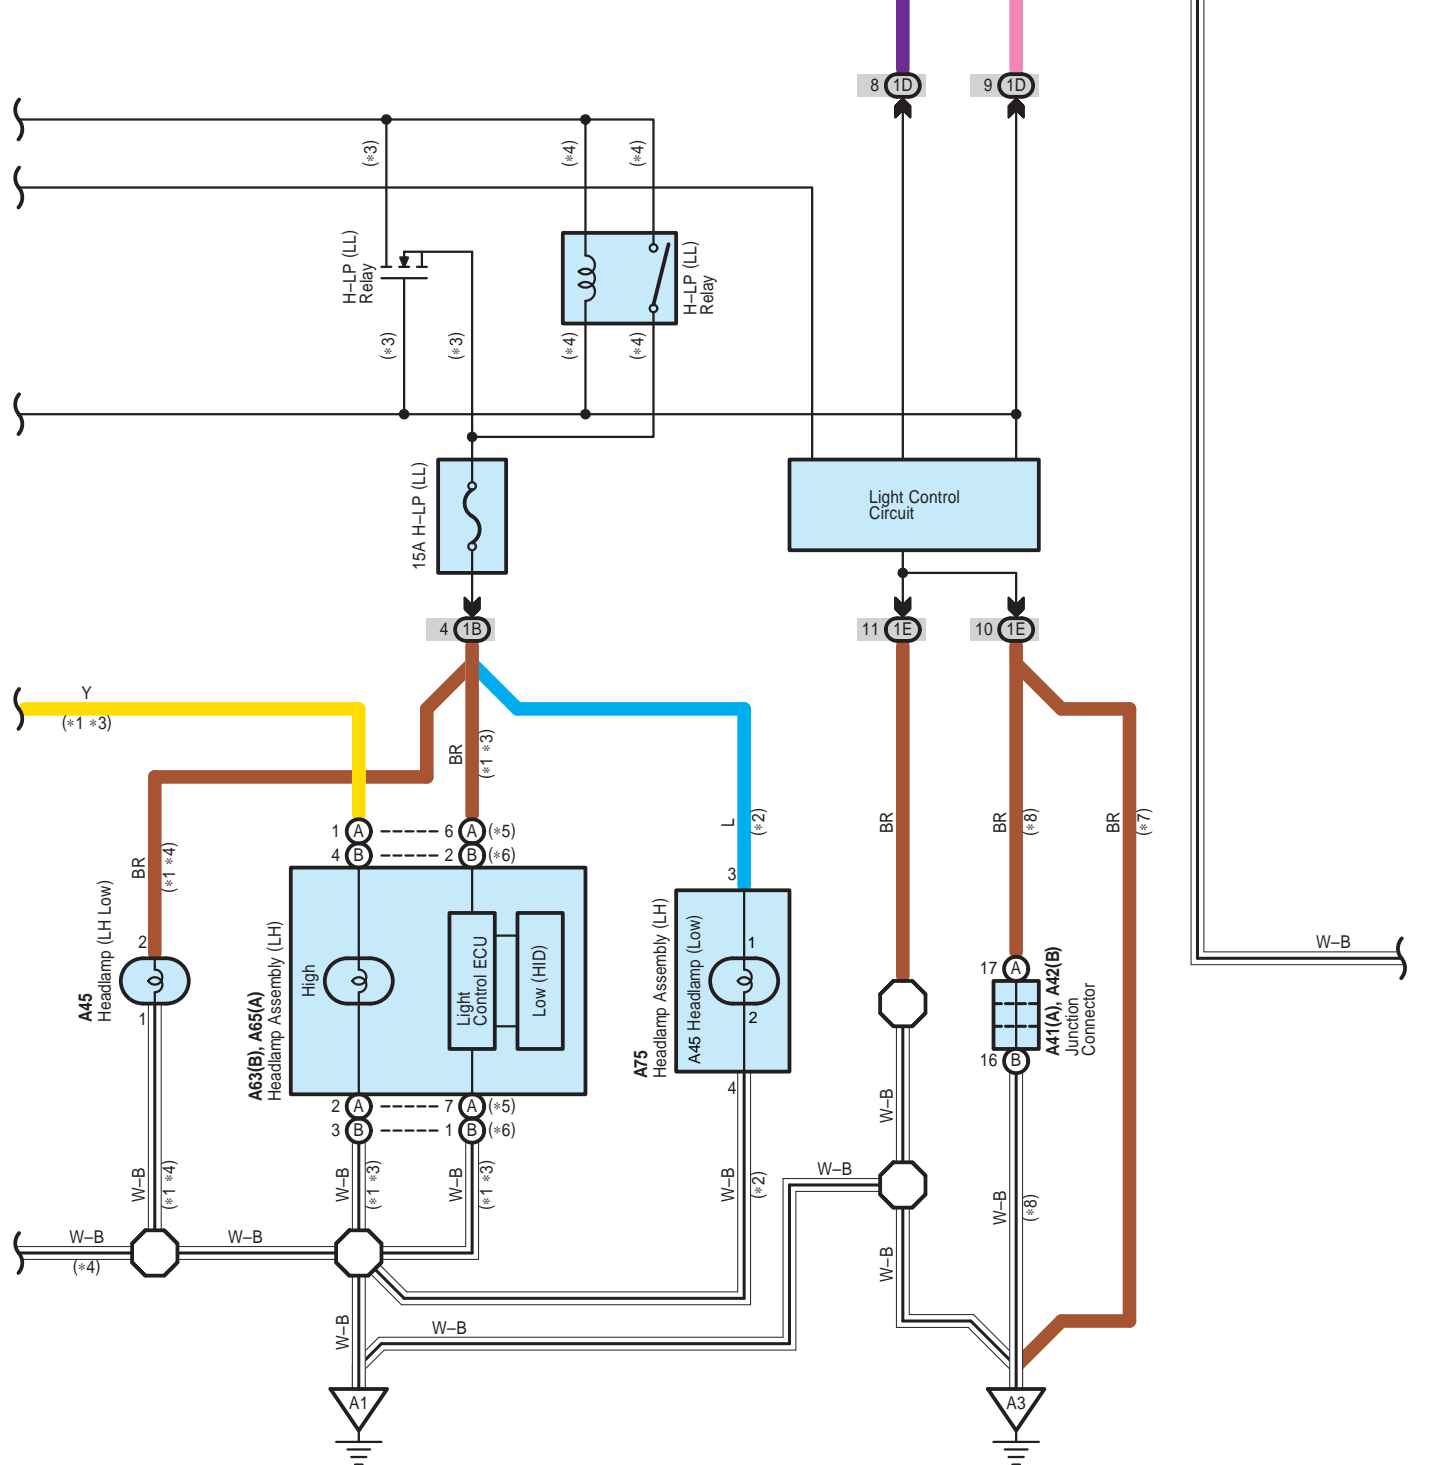 8 1D
9 1D
(*3)
(*4)
(*4)
H–LP (LL)
Relay
H–LP (LL)
Relay
(*3)
(*3)
(*4)
(*4)
15A H–LP (LL)
Light Control
Circuit
4 1B
11 1E
10 1E
Y
(*1 *3)
BR
(*1 *3)
L
(*2)
BR
BR
(*8)
BR
(*7)
1 A
6 A (*5)
4 B
2 B (*6)
BR
(*1 *4)
3
2
A45
Headlamp (LH Low)
1
A63(B), A65(A)
Headlamp Assembly (LH)
High
Light
Control ECU
Low (HID)
A75
Headlamp Assembly (LH)
A45 Headlamp (Low)
1
2
4
W–B
17 A
A41(A), A42(B)
Junction
Connector
16 B
2 A
7 A (*5)
3 B
1 B (*6)
W–B
W–B
(*1 *4)
W–B
(*1 *3)
W–B
(*1 *3)
W–B
(*2)
W–B
W–B
(*8)
W–B
(*4)
W–B
W–B
W–B
W–B
A1
A3